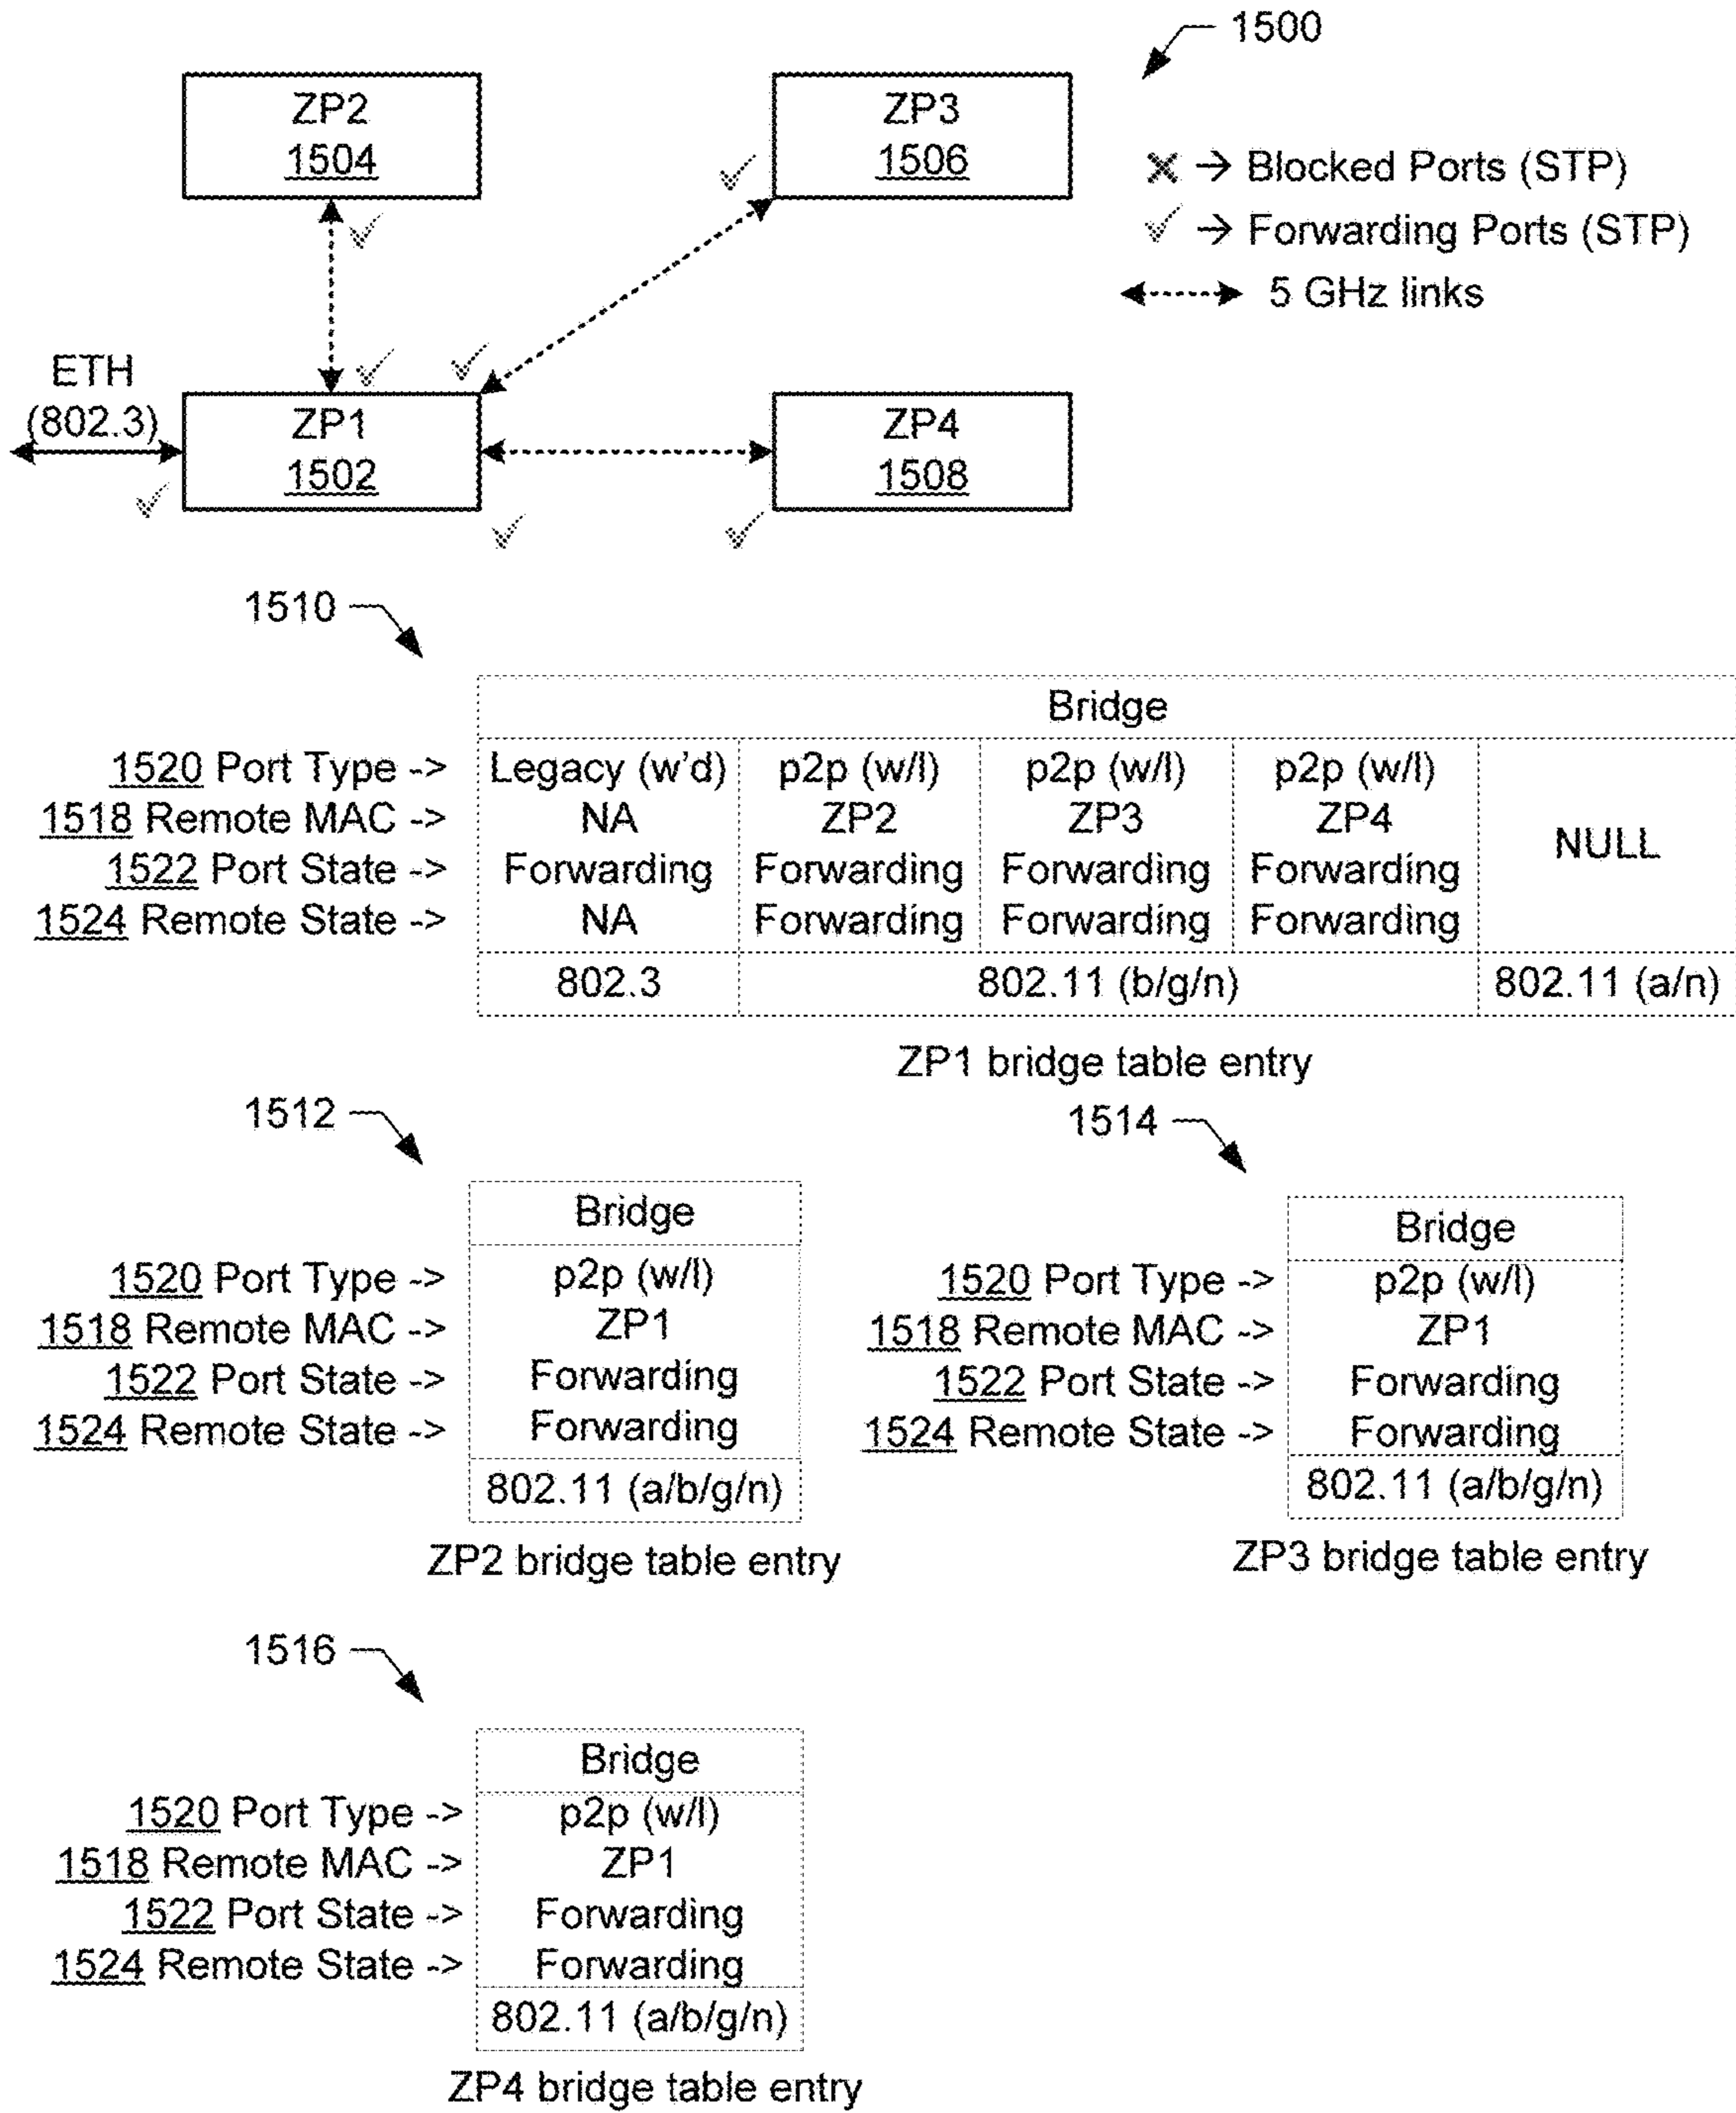 1500
ZP2
1504
ZP3
1506
× → Blocked Ports (STP)
✓ → Forwarding Ports (STP)
5 GHz links
ETH
(802.3)
ZP1
1502
ZP4
1508
1510
Bridge
1520 Port Type -> Legacy (w'd) p2p (w/l) p2p (w/l) p2p (w/l)
1518 Remote MAC -> NA ZP2 ZP3 ZP4
NULL
1522 Port State -> Forwarding Forwarding Forwarding Forwarding
1524 Remote State -> NA Forwarding Forwarding Forwarding
802.3 802.11 (b/g/n) 802.11 (a/n)
ZP1 bridge table entry
1512
Bridge
1520 Port Type -> p2p (w/l)
1518 Remote MAC -> ZP1
1522 Port State -> Forwarding
1524 Remote State -> Forwarding
802.11 (a/b/g/n)
ZP2 bridge table entry
1514
Bridge
1520 Port Type -> p2p (w/l)
1518 Remote MAC -> ZP1
1522 Port State -> Forwarding
1524 Remote State -> Forwarding
802.11 (a/b/g/n)
ZP3 bridge table entry
1516
Bridge
1520 Port Type -> p2p (w/l)
1518 Remote MAC -> ZP1
1522 Port State -> Forwarding
1524 Remote State -> Forwarding
802.11 (a/b/g/n)
ZP4 bridge table entry